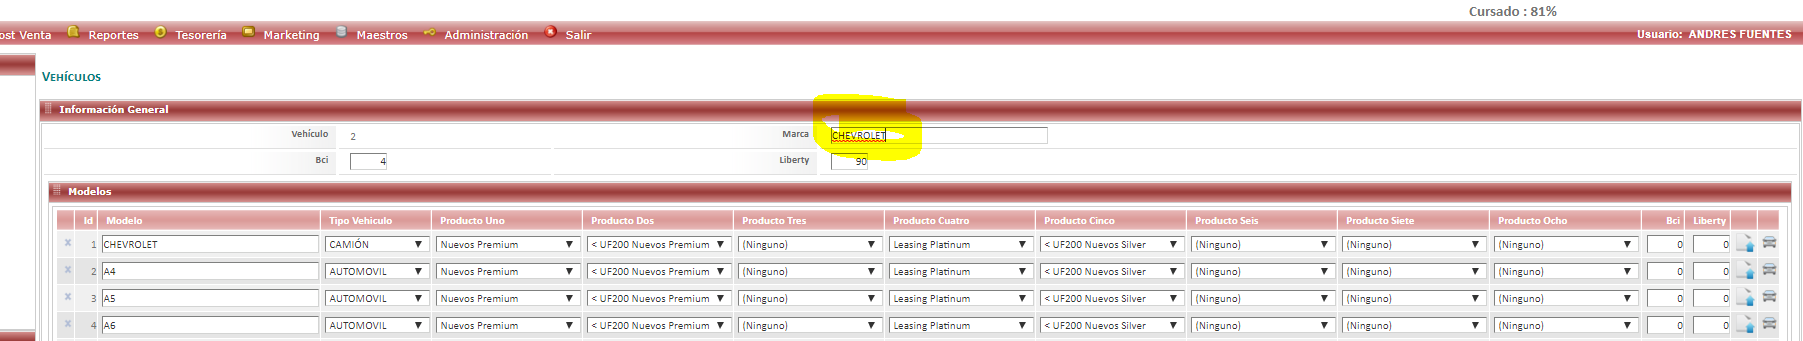 Cursado : 81%
ost Venta Reportes Tesorería Marketing Maestros Administración Salir Usuario: ANDRES FUENTES
VEHÍCULOS
Información General
Vehículo 2 Marca CHEVROLET
Bci 4 Liberty 90
Modelos
Id Modelo Tipo Vehiculo Producto Uno Producto Dos Producto Tres Producto Cuatro Producto Cinco Producto Seis Producto Siete Producto Ocho Bci Liberty
1 CHEVROLET CAMIÓN Nuevos Premium < UF200 Nuevos Premium (Ninguno) Leasing Platinum < UF200 Nuevos Silver (Ninguno) (Ninguno) (Ninguno) 0 0
2 A4 AUTOMOVIL Nuevos Premium < UF200 Nuevos Premium (Ninguno) Leasing Platinum < UF200 Nuevos Silver (Ninguno) (Ninguno) (Ninguno) 0 0
3 A5 AUTOMOVIL Nuevos Premium < UF200 Nuevos Premium (Ninguno) Leasing Platinum < UF200 Nuevos Silver (Ninguno) (Ninguno) (Ninguno) 0 0
4 A6 AUTOMOVIL Nuevos Premium < UF200 Nuevos Premium (Ninguno) Leasing Platinum < UF200 Nuevos Silver (Ninguno) (Ninguno) (Ninguno) 0 0